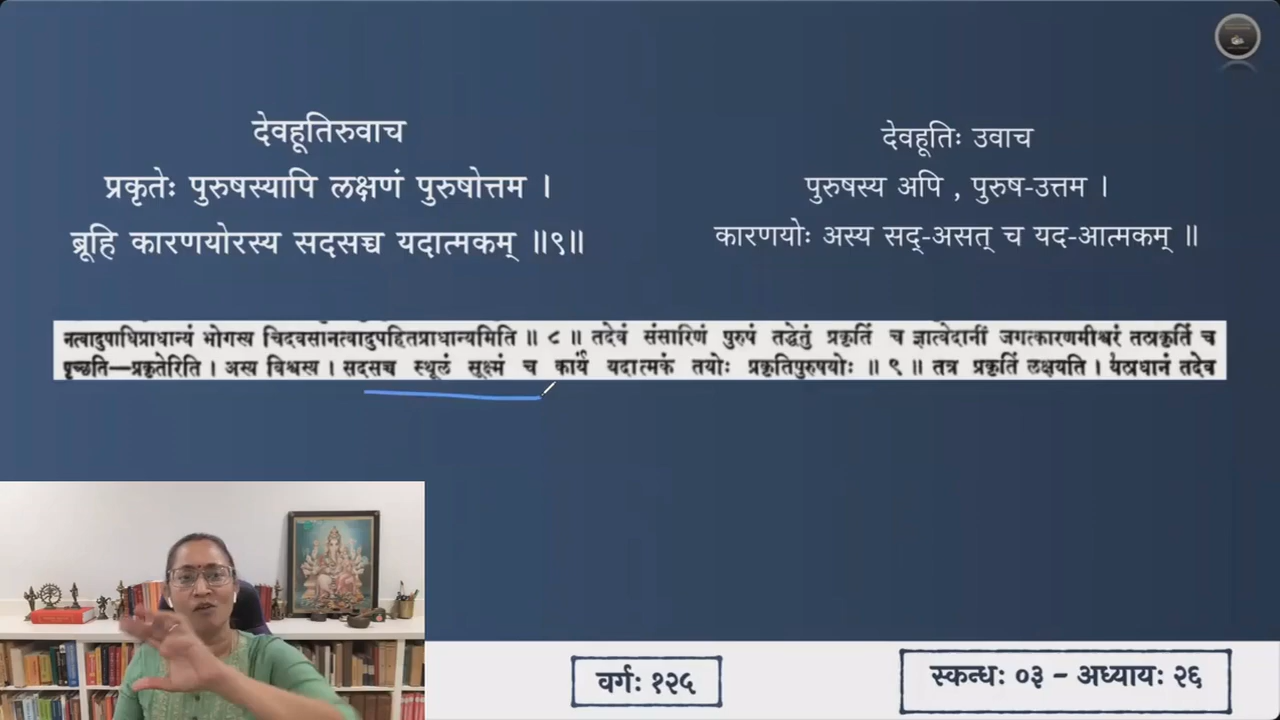 देवहूतिरुवाच
प्रकृतेः पुरुषस्यापि लक्षणं पुरुषोत्तम ।
ब्रूहि कारणयोरस्य सदसच्च यदात्मकम् ॥९॥
देवहूतिः उवाच
पुरुषस्य अपि , पुरुष-उत्तम ।
कारणयोः अस्य सद्-असत् च यद-आत्मकम् ॥
नत्वादुपाधिप्राधान्यं भोगस्य चिदवसानत्वादुपहितप्राधान्यमिति ॥ ८ ॥ तदेवं संसारिणं पुरुषं तद्धेतुं प्रकृतिं च ज्ञात्वेदानीं जगत्कारणमीश्वरं तत्प्रकृतिं च
पृच्छति—प्रकृतेरिति । अस्य विश्वस्य । सदसच्च स्थूलं सूक्ष्मं च कार्यं यदात्मकं तयोः प्रकृतिपुरुषयोः ॥ ९ ॥ तत्र प्रकृतिं लक्षयति । यत्प्रधानं तदेव
वर्गः १२५
स्कन्धः ०३ - अध्यायः २६